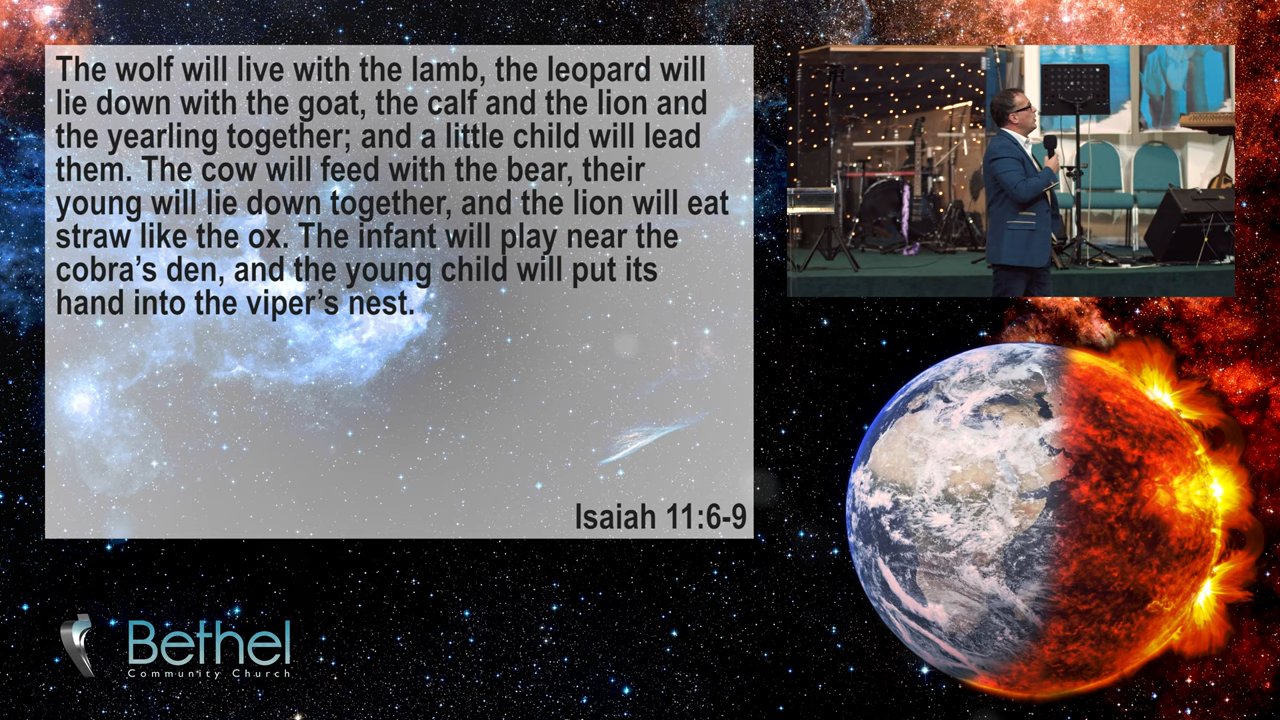 The wolf will live with the lamb, the leopard will
lie down with the goat, the calf and the lion and
the yearling together; and a little child will lead
them. The cow will feed with the bear, their
young will lie down together, and the lion will eat
straw like the ox. The infant will play near the
cobra’s den, and the young child will put its
hand into the viper’s nest.
Isaiah 11:6-9
Bethel
Community Church